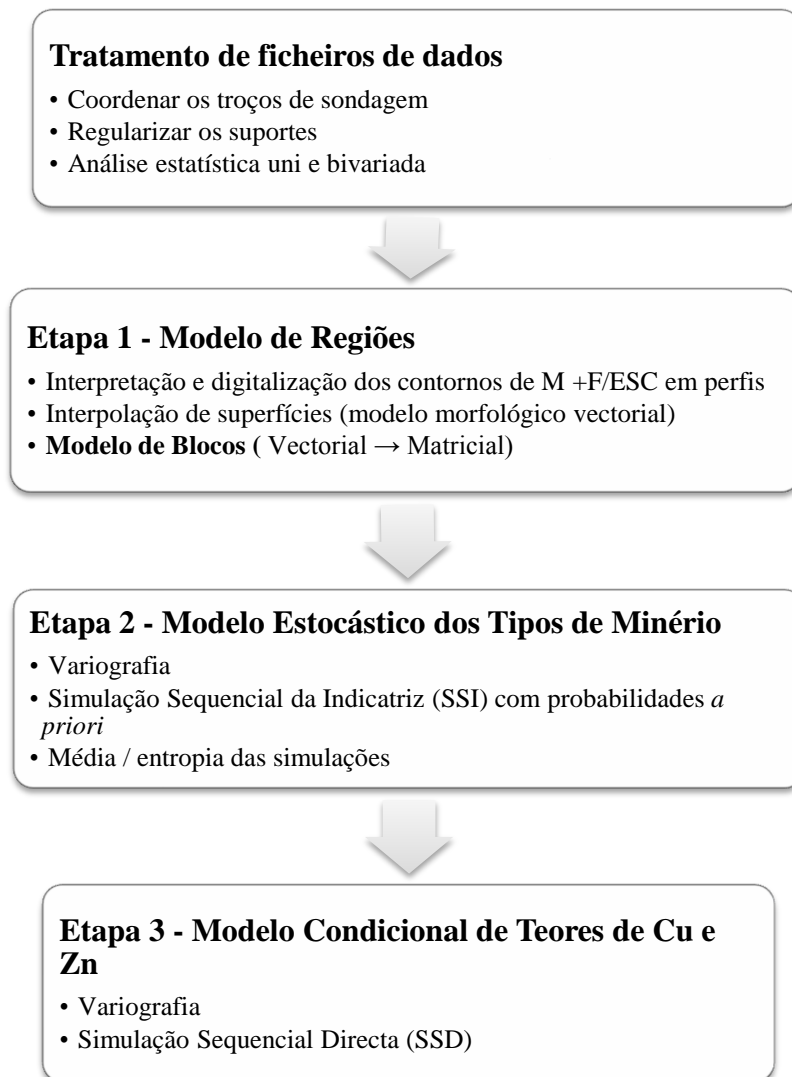 Tratamento de ficheiros de dados
• Coordenar os troços de sondagem
• Regularizar os suportes
• Análise estatística uni e bivariada
Etapa 1 - Modelo de Regiões
• Interpretação e digitalização dos contornos de M +F/ESC em perfis
• Interpolação de superfícies (modelo morfológico vectorial)
• Modelo de Blocos ( Vectorial → Matricial)
Etapa 2 - Modelo Estocástico dos Tipos de Minério
• Variografia
• Simulação Sequencial da Indicatriz (SSI) com probabilidades a
priori
• Média / entropia das simulações
Etapa 3 - Modelo Condicional de Teores de Cu e
Zn
• Variografia
• Simulação Sequencial Directa (SSD)